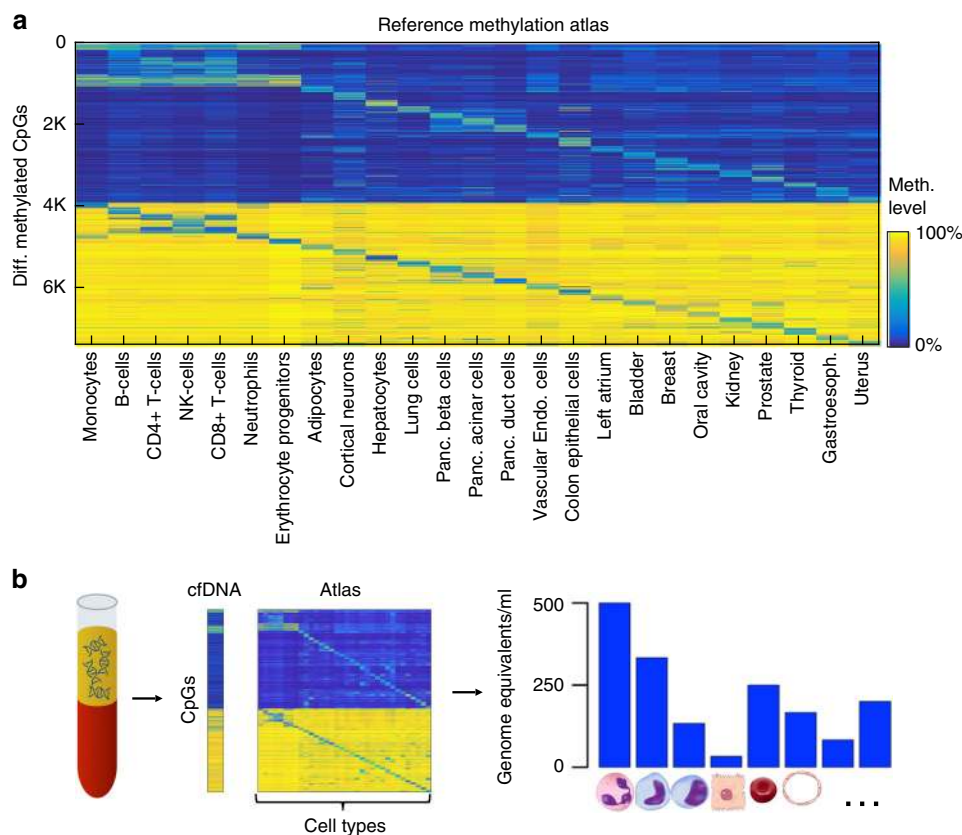 a
Reference methylation atlas
0
2K
4K
6K
Diff. methylated CpGs
Meth.
level
100%
0%
Monocytes
B-cells
CD4+ T-cells
NK-cells
CD8+ T-cells
Neutrophils
Erythrocyte progenitors
Adipocytes
Cortical neurons
Hepatocytes
Lung cells
Panc. beta cells
Panc. acinar cells
Panc. duct cells
Vascular Endo. cells
Colon epithelial cells
Left atrium
Bladder
Breast
Oral cavity
Kidney
Prostate
Thyroid
Gastroesoph.
Uterus
b
cfDNA
Atlas
CpGs
Cell types
Genome equivalents/ml
500
250
0
...